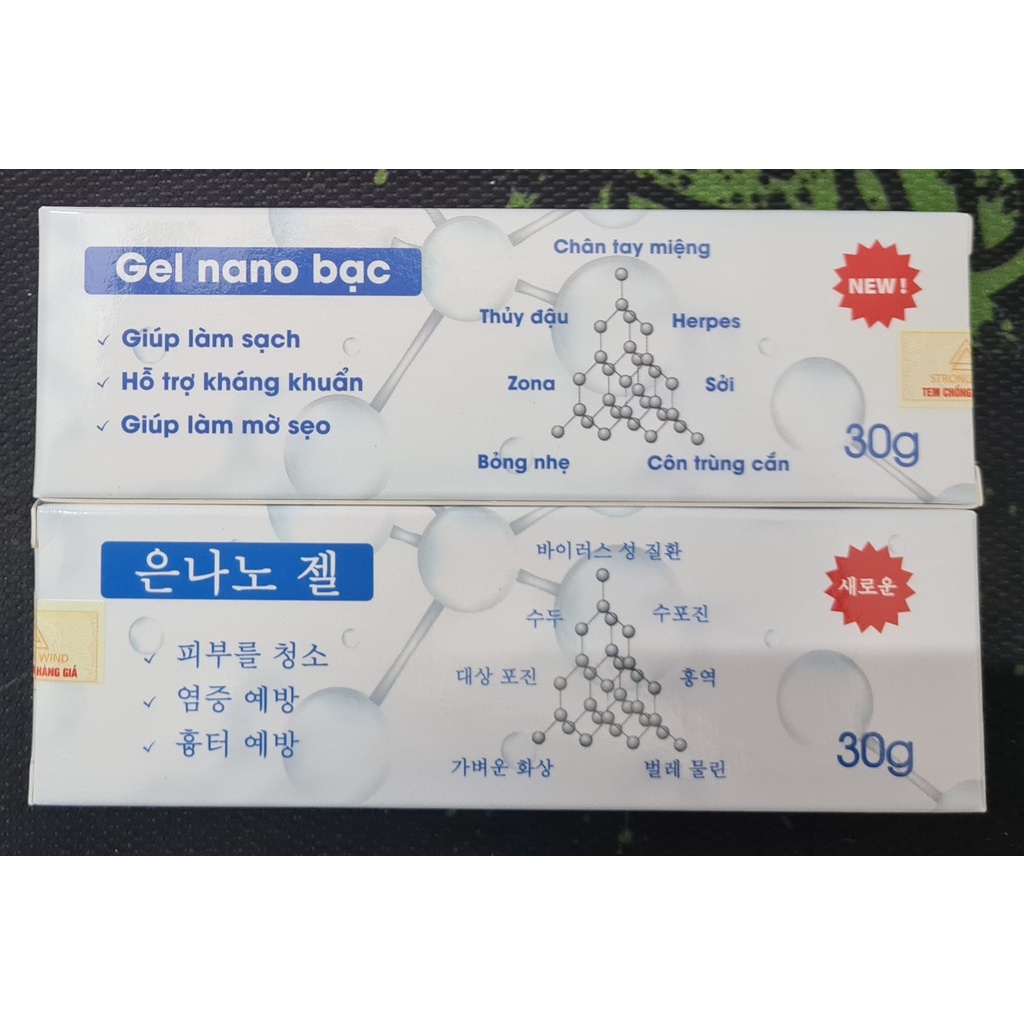 Gel nano bạc
Giúp làm sạch
Hỗ trợ kháng khuẩn
Giúp làm mờ sẹo
Chân tay miệng
Thủy đậu
Herpes
Zona
Sởi
Bỏng nhẹ
Côn trùng cắn
NEW !
STRONG
TEM CHỐNG
30g
은나노 젤
피부를 청소
염증 예방
흉터 예방
바이러스 성 질환
수두
수포진
대상 포진
홍역
가벼운 화상
벌레 물린
새로운
WIND
HÀNG GIẢ
30g